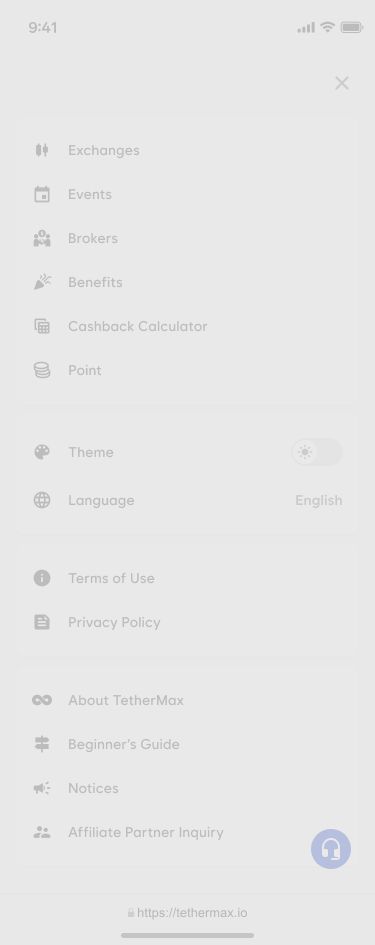 9:41
Exchanges
Events
Brokers
Benefits
Cashback Calculator
Point
Theme
Language English
Terms of Use
Privacy Policy
About TetherMax
Beginner's Guide
Notices
Affiliate Partner Inquiry
https://tethermax.io